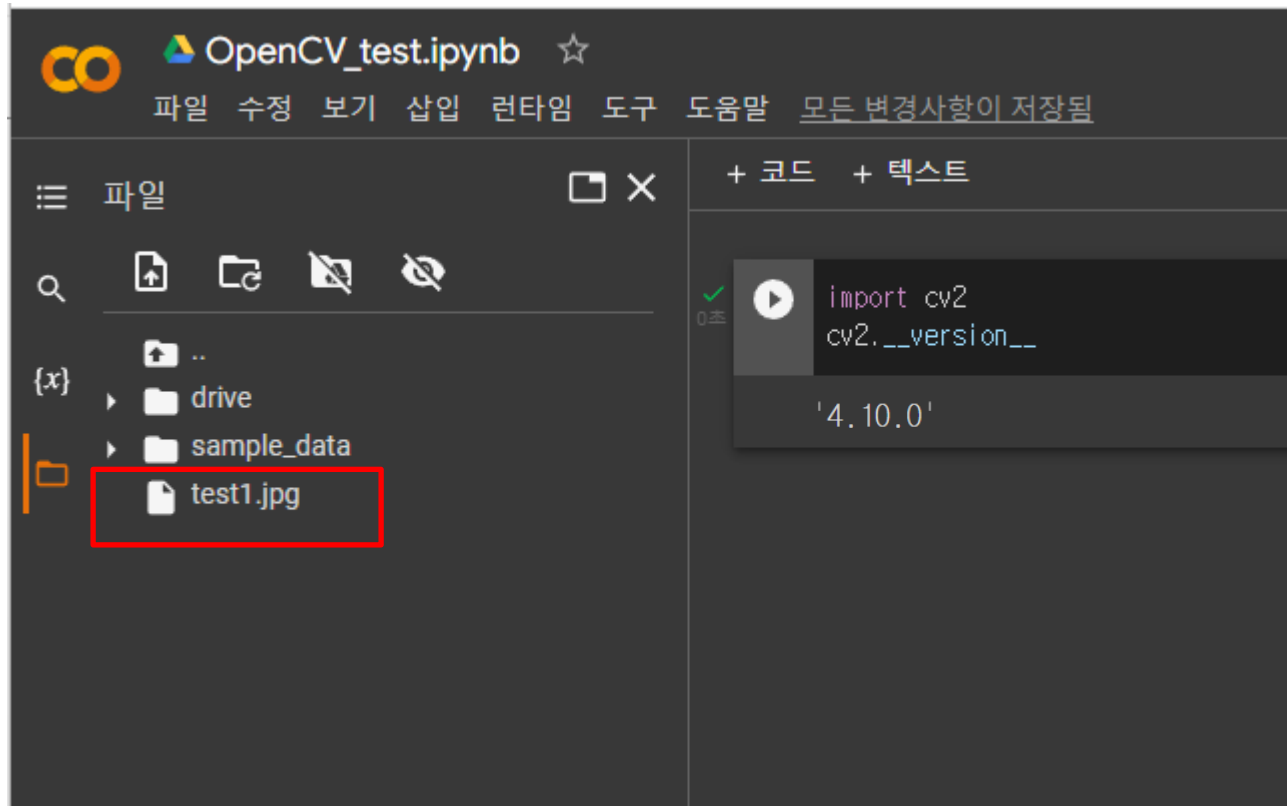 OpenCV_test.ipynb
파일 수정 보기 삽입 런타임 도구 도움말 모든 변경사항이 저장됨
파일
+ 코드 + 텍스트
{x}
..
drive
sample_data
test1.jpg
0초
import cv2
cv2.__version__
'4.10.0'